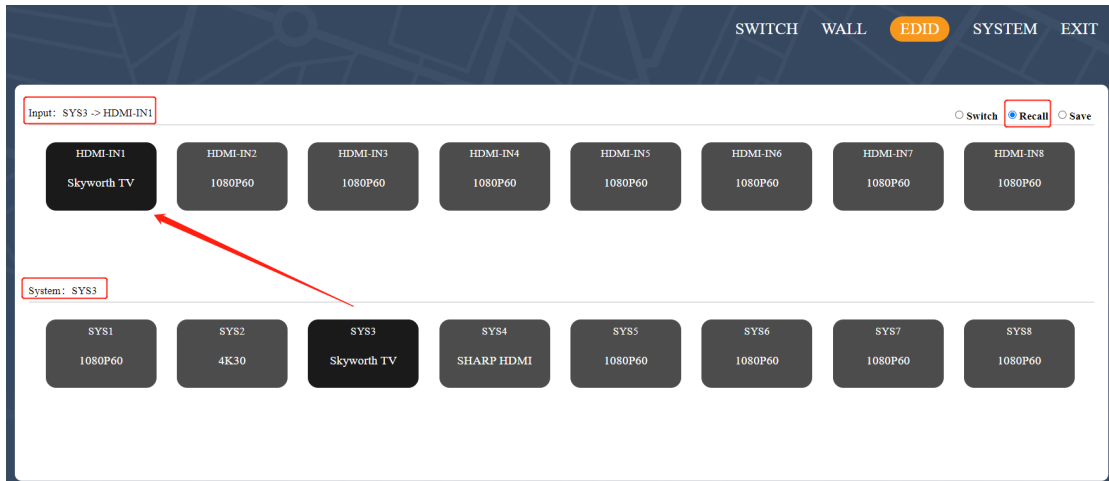 SWITCH WALL EDID SYSTEM EXIT
Input: SYS3 -> HDMI-IN1
Switch Recall Save
HDMI-IN1 HDMI-IN2 HDMI-IN3 HDMI-IN4 HDMI-IN5 HDMI-IN6 HDMI-IN7 HDMI-IN8
Skyworth TV 1080P60 1080P60 1080P60 1080P60 1080P60 1080P60 1080P60
System: SYS3
SYS1 SYS2 SYS3 SYS4 SYS5 SYS6 SYS7 SYS8
1080P60 4K30 Skyworth TV SHARP HDMI 1080P60 1080P60 1080P60 1080P60